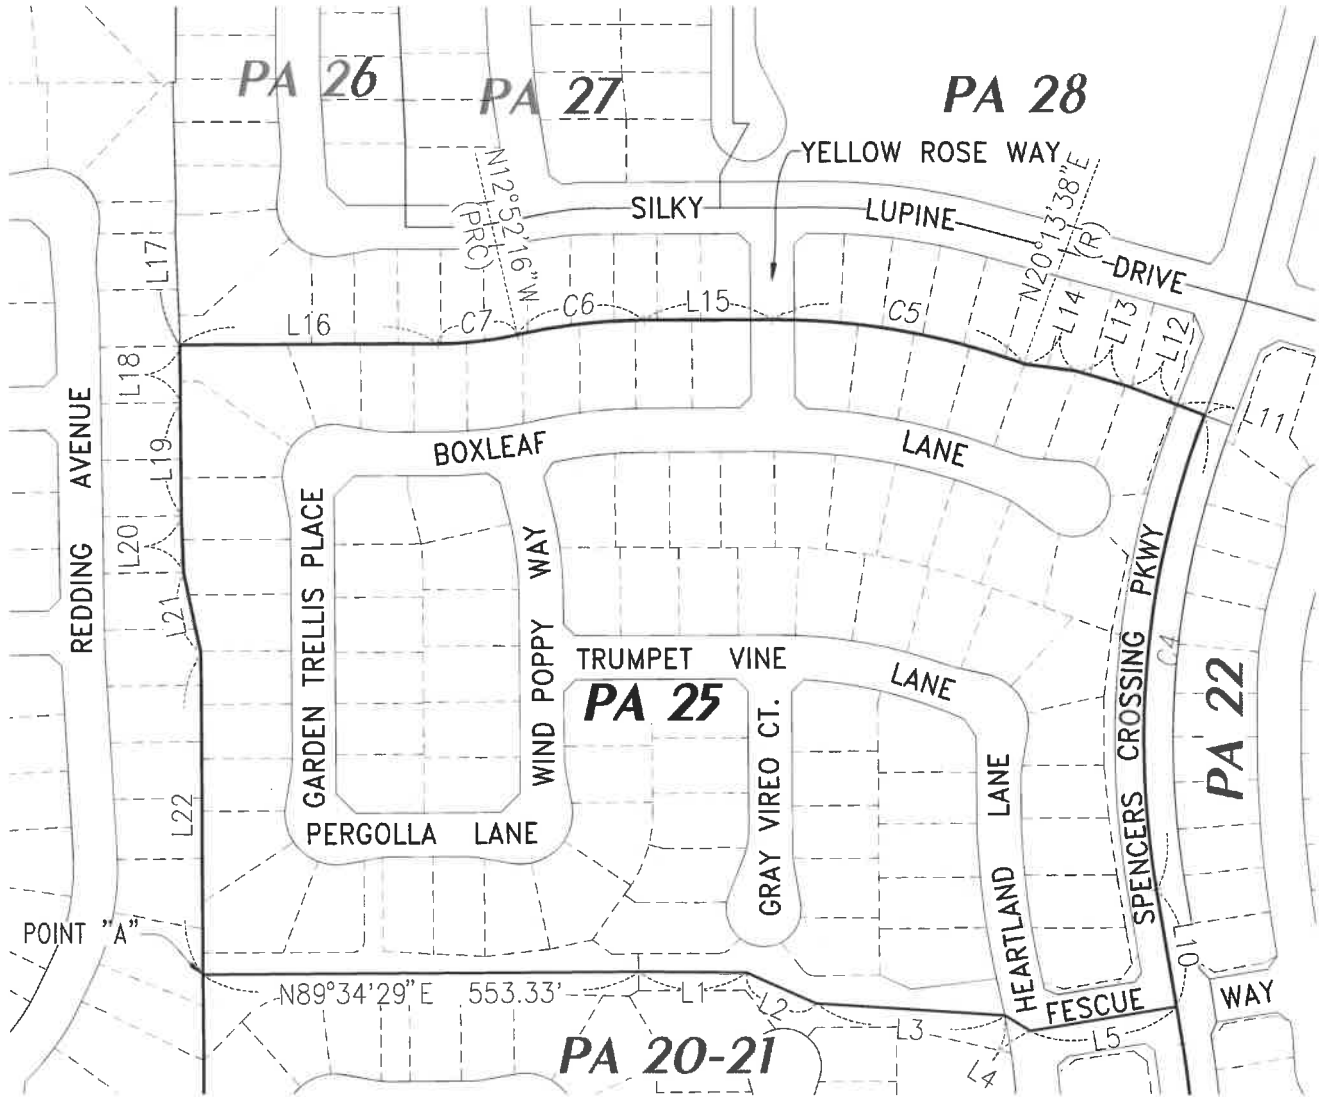 PA 26
PA 27
PA 28
YELLOW ROSE WAY
N12°52'16"W
(PRC)
SILKY LUPINE DRIVE
N20°13'38"E
(R)
L17
L16
C7
C6
L15
C5
L14
L13
L12
L11
L18
L19
L20
L21
L22
REDDING AVENUE
BOXLEAF LANE
GARDEN TRELLIS PLACE
WIND POPPY WAY
TRUMPET VINE LANE
PA 25
GRAY VIREO CT.
HEARTLAND LANE
SPENCERS CROSSING PKWY
C4
PA 22
PERGOLLA LANE
POINT "A"
N89°34'29"E 553.33'
L1
L2
L3
L4
L5
L10
FESCUE WAY
PA 20-21